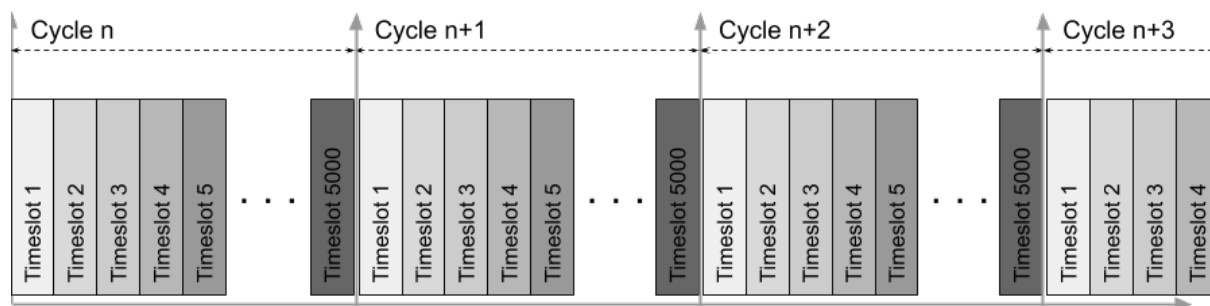 Cycle n
Cycle n+1
Cycle n+2
Cycle n+3
Timeslot 1
Timeslot 2
Timeslot 3
Timeslot 4
Timeslot 5
. . .
Timeslot 5000
Timeslot 1
Timeslot 2
Timeslot 3
Timeslot 4
Timeslot 5
. . .
Timeslot 5000
Timeslot 1
Timeslot 2
Timeslot 3
Timeslot 4
Timeslot 5
. . .
Timeslot 5000
Timeslot 1
Timeslot 2
Timeslot 3
Timeslot 4